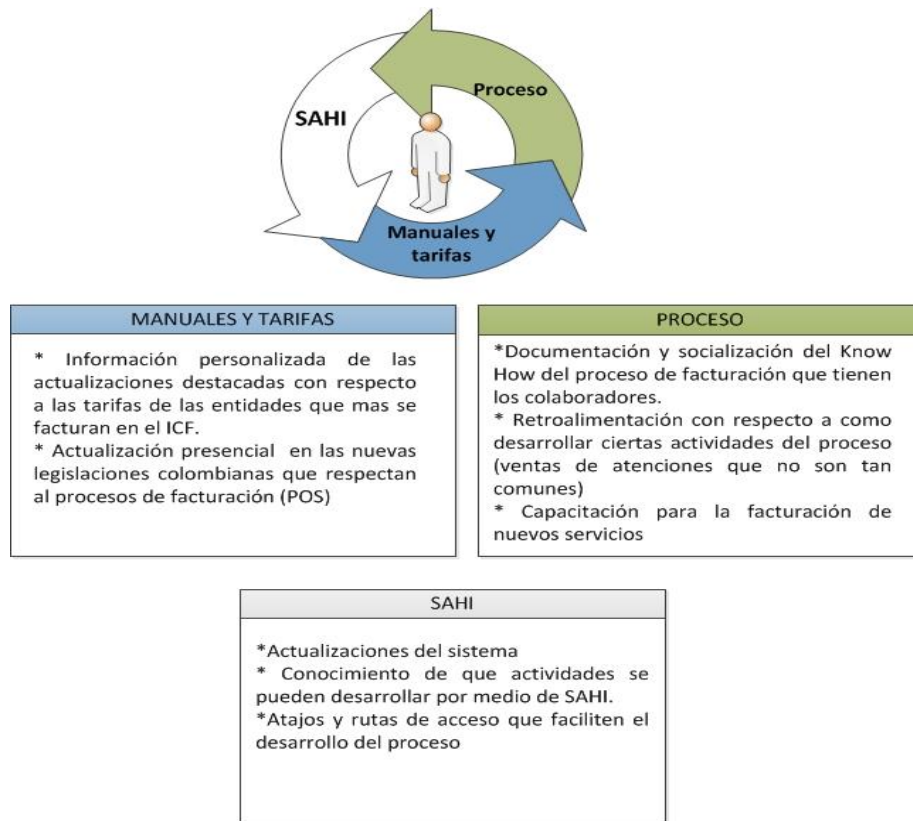 Proceso
SAHI
Manuales y
tarifas
MANUALES Y TARIFAS
* Información personalizada de las
actualizaciones destacadas con respecto
a las tarifas de las entidades que mas se
facturan en el ICF.
* Actualización presencial en las nuevas
legislaciones colombianas que respectan
al procesos de facturación (POS)
PROCESO
*Documentación y socialización del Know
How del proceso de facturación que tienen
los colaboradores.
* Retroalimentación con respecto a como
desarrollar ciertas actividades del proceso
(ventas de atenciones que no son tan
comunes)
* Capacitación para la facturación de
nuevos servicios
SAHI
*Actualizaciones del sistema
* Conocimiento de que actividades se
pueden desarrollar por medio de SAHI.
*Atajos y rutas de acceso que faciliten el
desarrollo del proceso